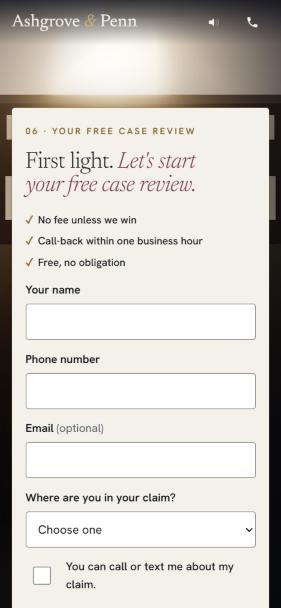 Ashgrove & Penn
06 · YOUR FREE CASE REVIEW
First light. Let's start
your free case review.
✓ No fee unless we win
✓ Call-back within one business hour
✓ Free, no obligation
Your name
Phone number
Email (optional)
Where are you in your claim?
Choose one
You can call or text me about my
claim.